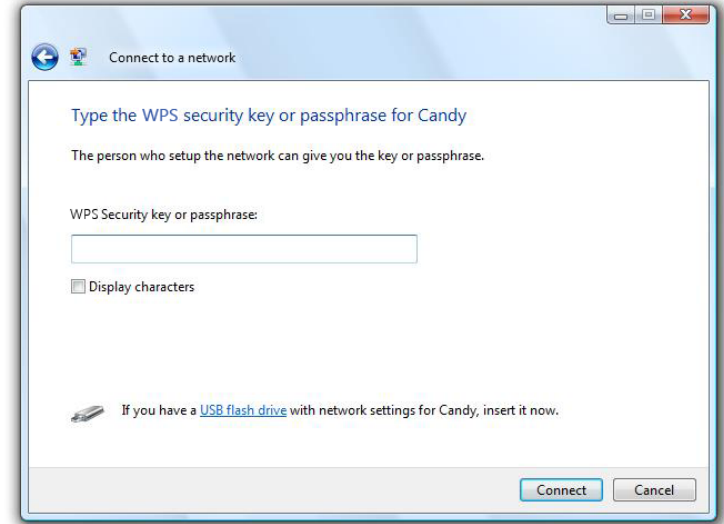 Connect to a network
Type the WPS security key or passphrase for Candy
The person who setup the network can give you the key or passphrase.
WPS Security key or passphrase:
Display characters
If you have a USB flash drive with network settings for Candy, insert it now.
Connect Cancel